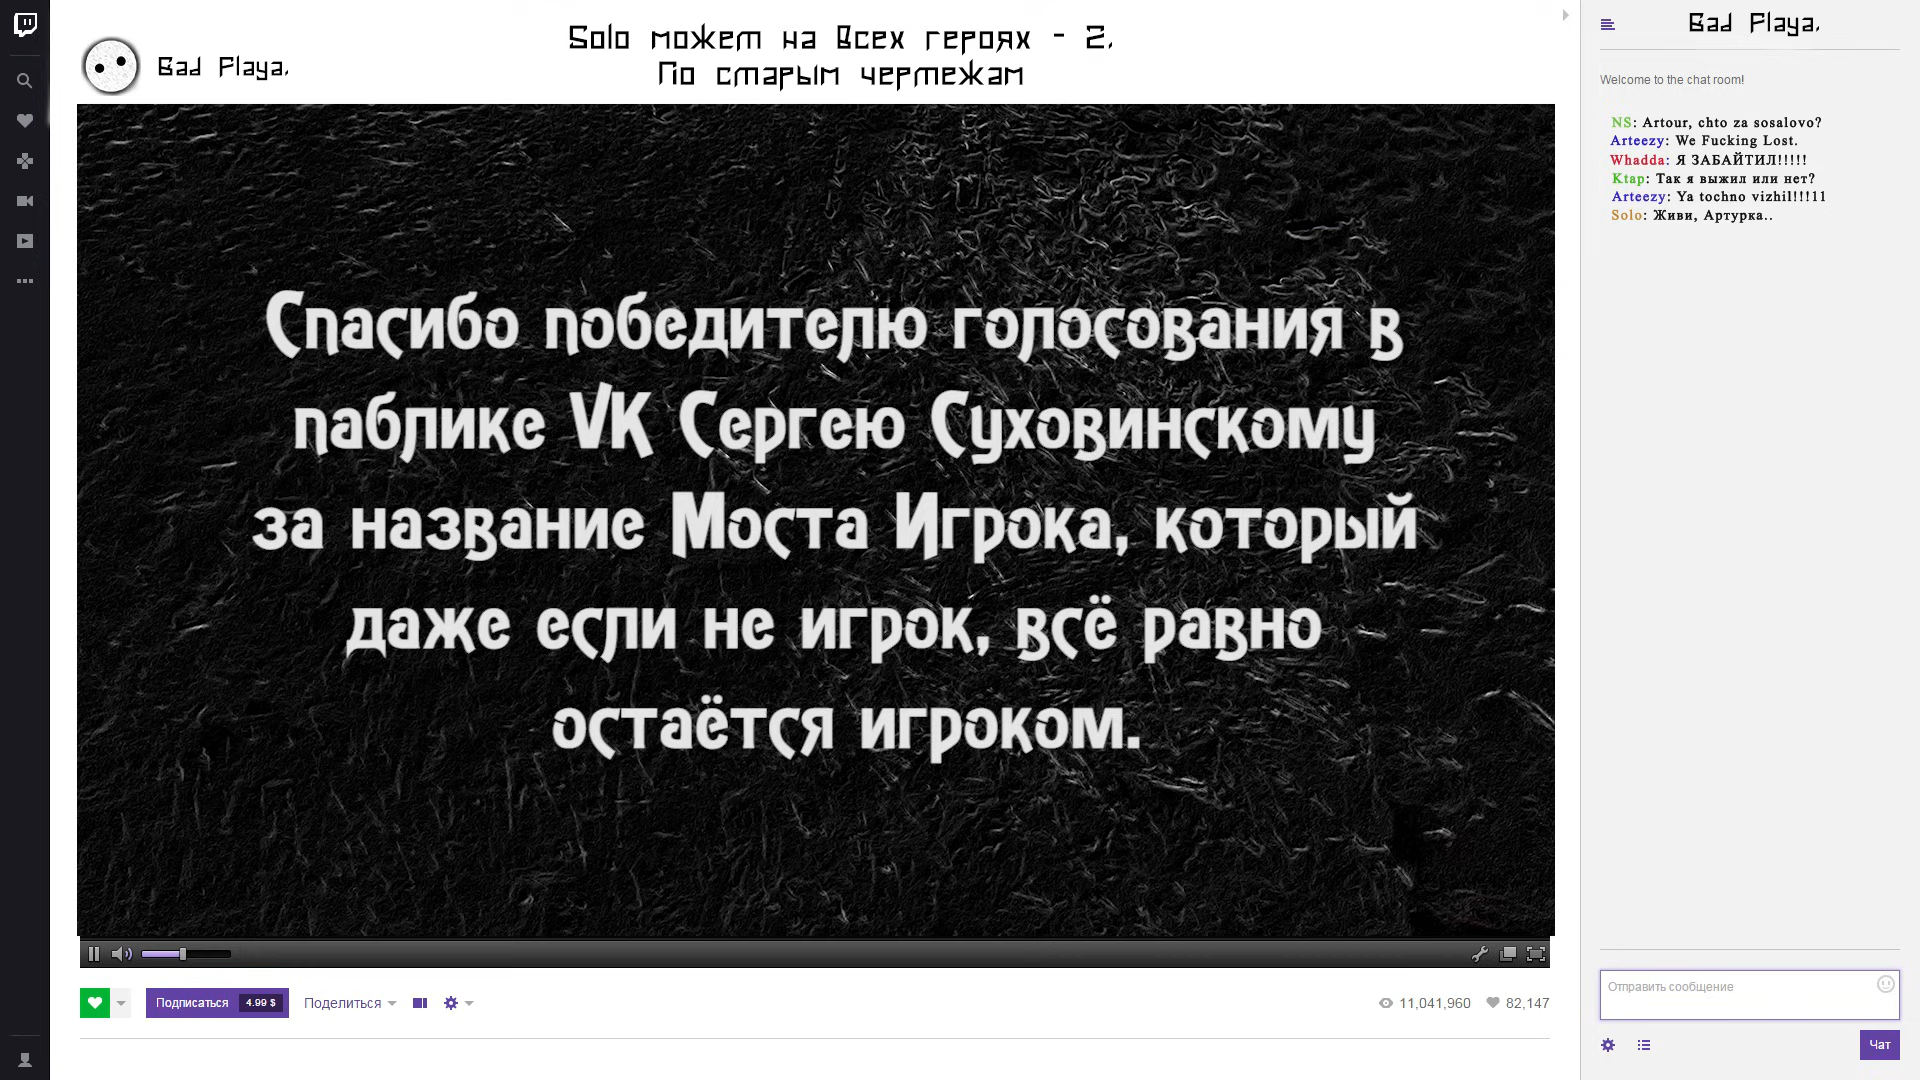 Solo может на всех героях - 2.
По старым чертежам
Bad Playa.
Спасибо победителю голосования в
паблике VK Сергею Суховинскому
за название Моста Игрока, который
даже если не игрок, всё равно
остаётся игроком.
Подписаться 4.99 $
Поделиться
11,041,960
82,147
Bad Playa.
Welcome to the chat room!
NS: Artour, chto za sosalovo?
Arteezy: We Fucking Lost.
Whadda: Я ЗАБАЙТИЛ!!!!!
Ktap: Так я выжил или нет?
Arteezy: Ya tochno vizhil!!!11
Solo: Живи, Артурка..
Отправить сообщение
Чат